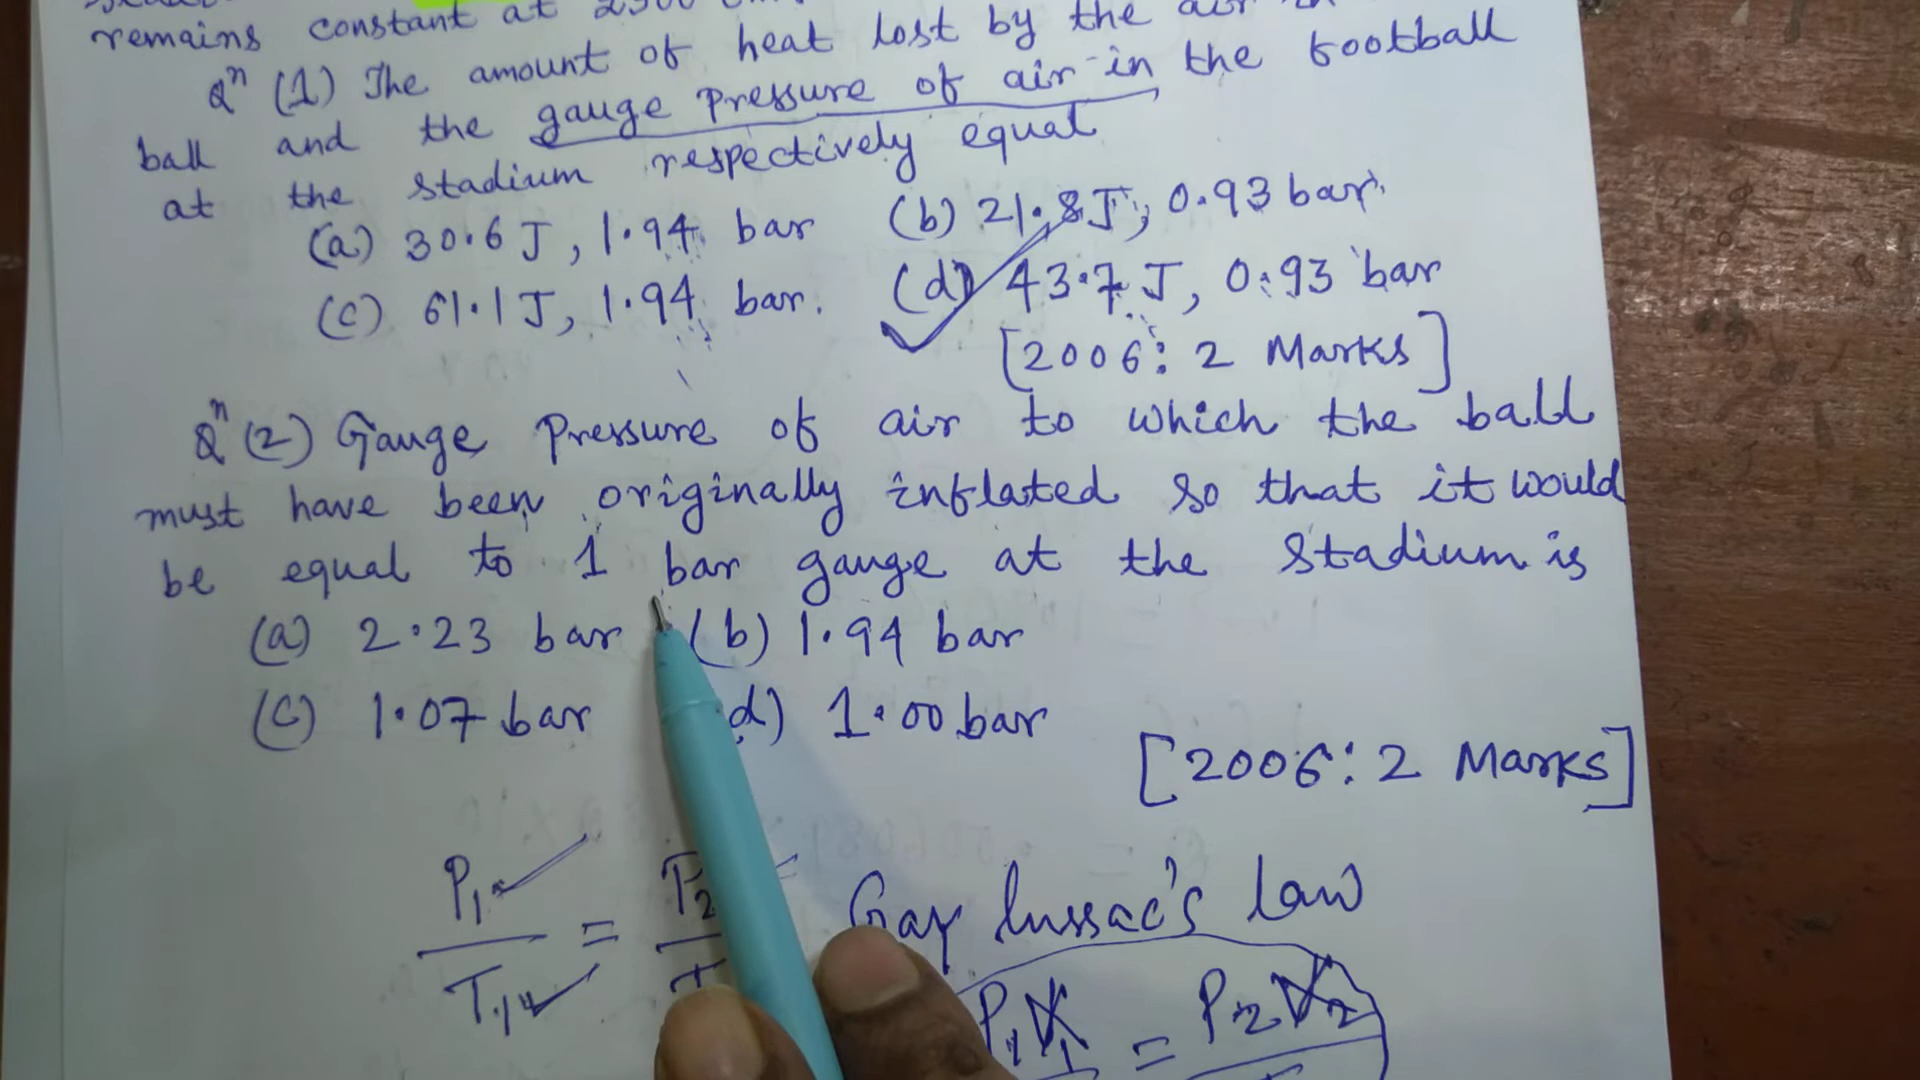 remains constant at 2500
Qⁿ (1) The amount of heat lost by the air in
ball and the gauge pressure of air in the football
at the stadium respectively equal
(a) 30.6 J, 1.94 bar (b) 21.8 J, 0.93 bar
(c) 61.1 J, 1.94 bar. (d) 43.7 J, 0.93 bar
[2006: 2 Marks]
Qⁿ (2) Gauge Pressure of air to which the ball
must have been originally inflated so that it would
be equal to 1 bar gauge at the stadium is
(a) 2.23 bar (b) 1.94 bar
(c) 1.07 bar d) 1.00 bar
[2006: 2 Marks]
P₁/T₁ = P₂/T Gay lussac's law
P₁V₁ = P₂V₂